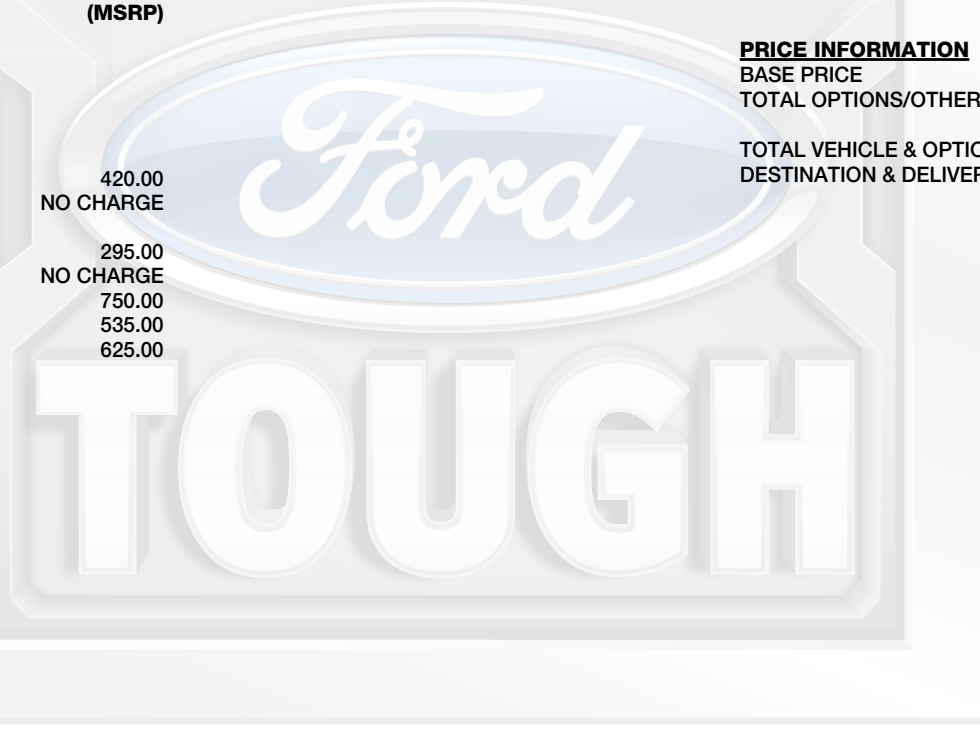 (MSRP)
420.00
NO CHARGE
295.00
NO CHARGE
750.00
535.00
625.00
PRICE INFORMATION
BASE PRICE
TOTAL OPTIONS/OTHER
TOTAL VEHICLE & OPTIO
DESTINATION & DELIVER
Ford
TOUGH